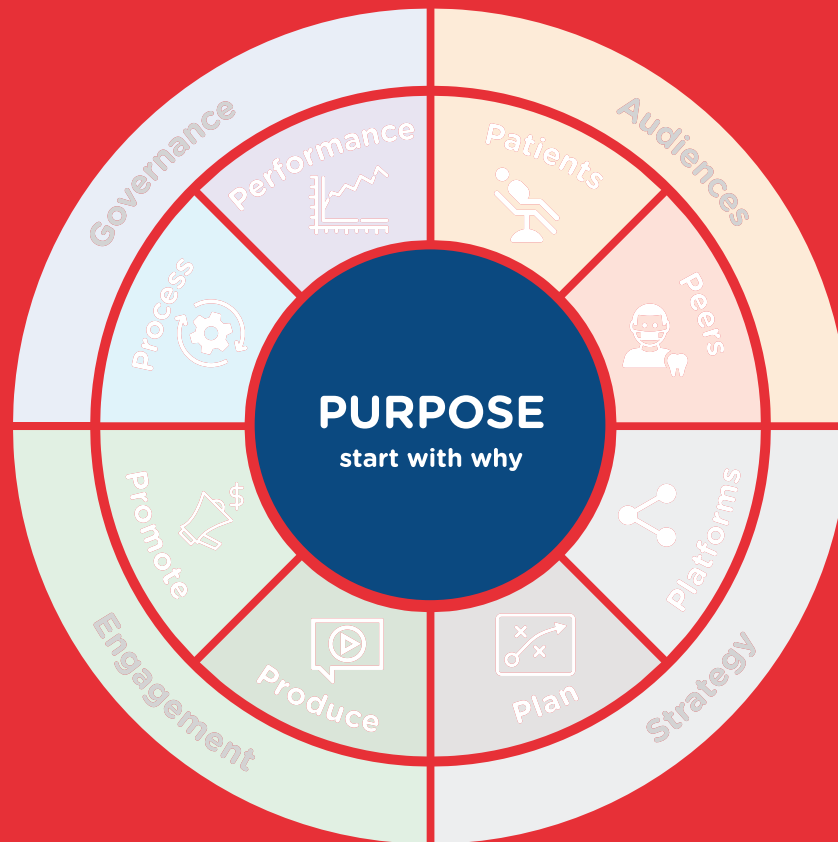 Governance
Audiences
Performance
Patients
Process
Peers
PURPOSE
start with why
Promote
$
Platforms
Produce
Plan
Engagement
Strategy